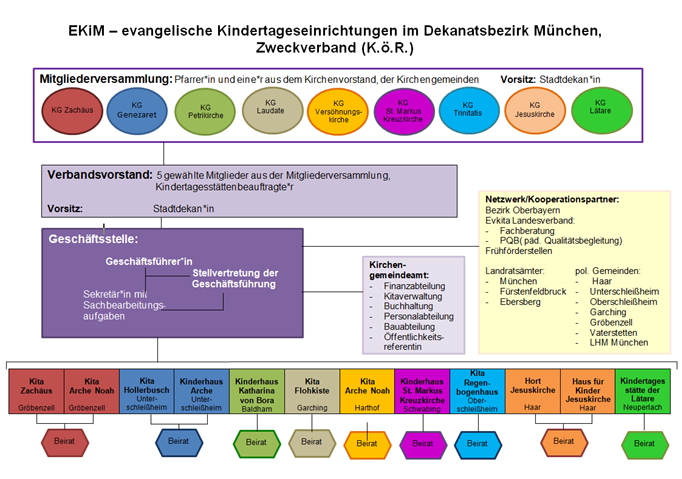 EKiM – evangelische Kindertageseinrichtungen im Dekanatsbezirk München,
Zweckverband (K.ö.R.)
Mitgliederversammlung: Pfarrer*in und eine*r aus dem Kirchenvorstand, der Kirchengemeinden Vorsitz: Stadtdekan*in
KG Zachäus
KG
Genezaret
KG
Petrikirche
KG
Laudate
KG
Versöhnungs-
kirche
KG
St. Markus
Kreuzkirche
KG
Trinitatis
KG
Jesuskirche
KG
Lätare
Verbandsvorstand: 5 gewählte Mitglieder aus der Mitgliederversammlung,
Kindertagesstättenbeauftragte*r
Vorsitz: Stadtdekan*in
Geschäftsstelle:
Geschäftsführer*in
Stellvertretung der
Geschäftsführung
Sekretär*in mit
Sachbearbeitungs-
aufgaben
Kirchen-
gemeindeamt:
- Finanzabteilung
- Kitaverwaltung
- Buchhaltung
- Personalabteilung
- Bauabteilung
- Öffentlichkeits-
referentin
Netzwerk/Kooperationspartner:
Bezirk Oberbayern
Evkita Landesverband:
- Fachberatung
- PQB( päd. Qualitätsbegleitung)
Frühförderstellen
Landratsämter:
- München
- Fürstenfeldbruck
- Ebersberg
pol. Gemeinden:
- Haar
- Unterschleißheim
- Oberschleißheim
- Garching
- Gröbenzell
- Vaterstetten
- LHM München
Kita
Zachäus
Gröbenzell
Kita
Arche Noah
Gröbenzell
Kita
Hollerbusch
Unter-
schleißheim
Kinderhaus
Arche
Unter-
schleißheim
Kinderhaus
Katharina
von Bora
Baldham
Kita
Flohkiste
Garching
Kita
Arche Noah
Harthof
Kinderhaus
St. Markus
Kreuzkirche
Schwabing
Kita
Regen-
bogenhaus
Ober-
schleißheim
Hort
Jesuskirche
Haar
Haus für
Kinder
Jesuskirche
Haar
Kindertages
stätte der
Lätare
Neuperlach
Beirat
Beirat
Beirat
Beirat
Beirat
Beirat
Beirat
Beirat
Beirat